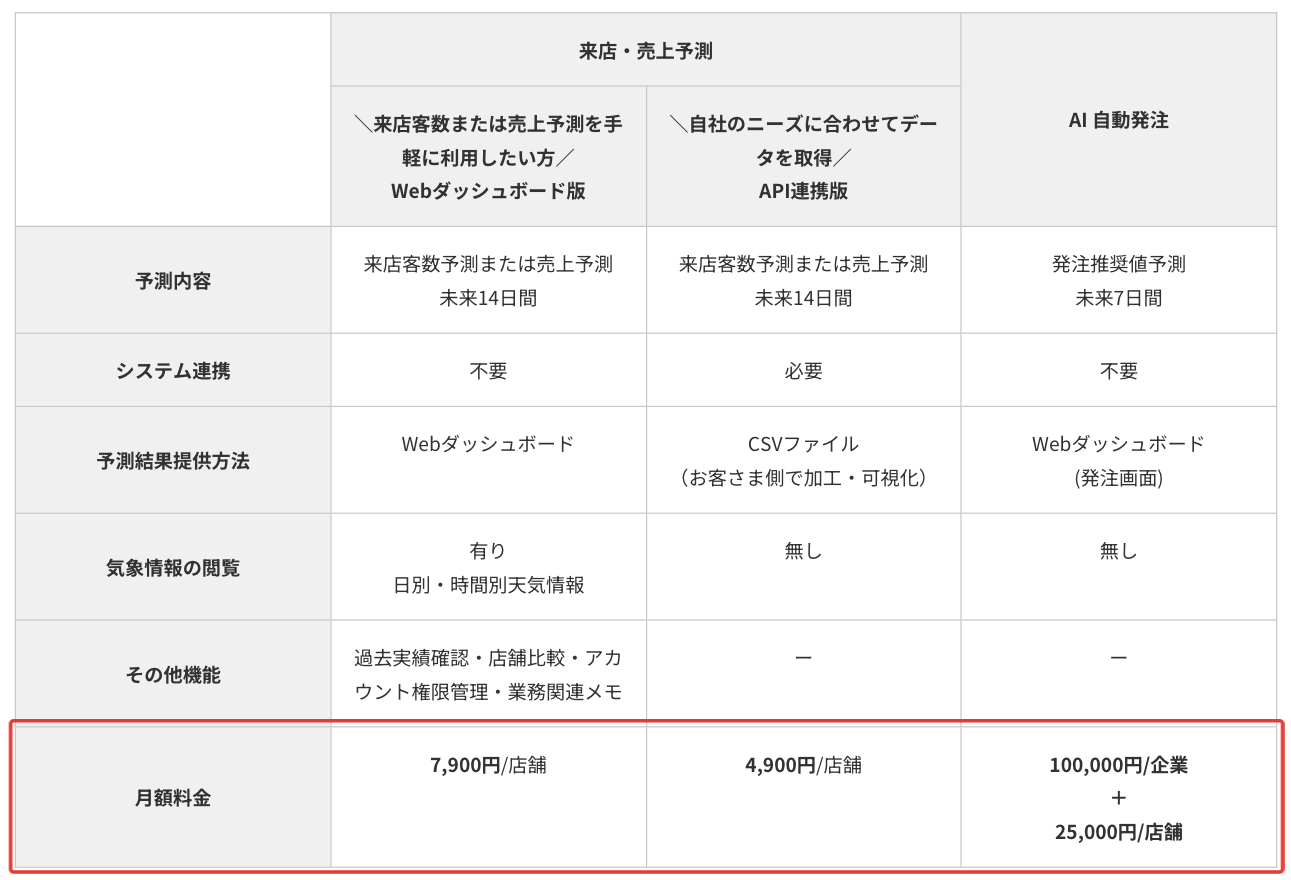 来店・売上予測
AI 自動発注
＼来店客数または売上予測を手
軽に利用したい方／
Webダッシュボード版
＼自社のニーズに合わせてデー
タを取得／
API連携版
予測内容
来店客数予測または売上予測
未来14日間
来店客数予測または売上予測
未来14日間
発注推奨値予測
未来7日間
システム連携
不要
必要
不要
予測結果提供方法
Webダッシュボード
CSVファイル
（お客さま側で加工・可視化）
Webダッシュボード
(発注画面)
気象情報の閲覧
有り
日別・時間別天気情報
無し
無し
その他機能
過去実績確認・店舗比較・アカ
ウント権限管理・業務関連メモ
ー
ー
月額料金
7,900円/店舗
4,900円/店舗
100,000円/企業
＋
25,000円/店舗